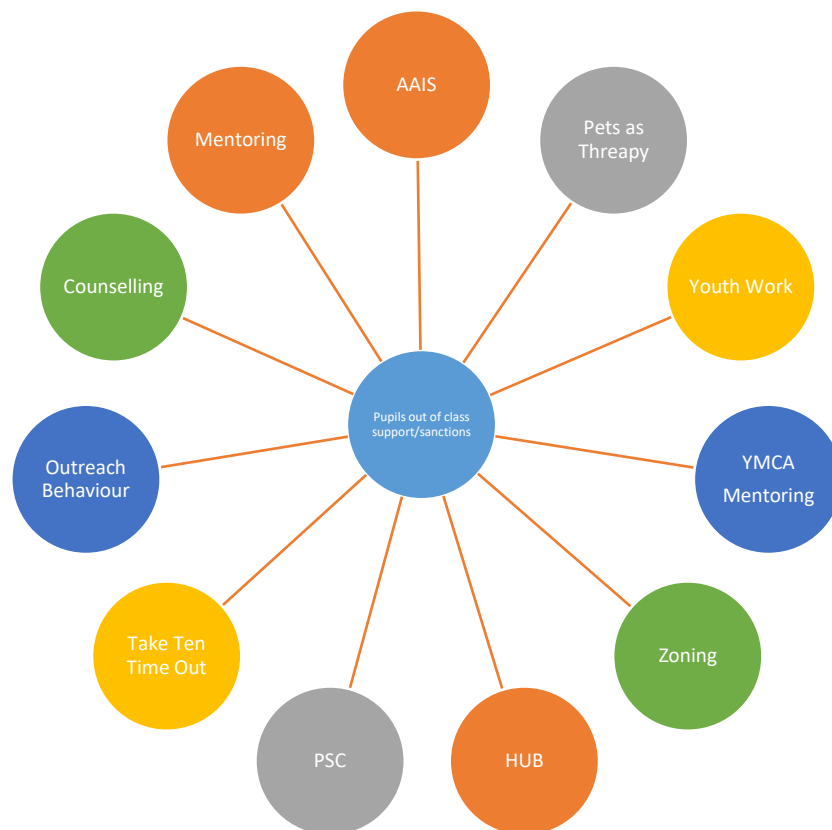 AAIS
Pets as
Threapy
Youth Work
YMCA
Mentoring
Zoning
HUB
PSC
Take Ten
Time Out
Outreach
Behaviour
Counselling
Mentoring
Pupils out of class
support/sanctions